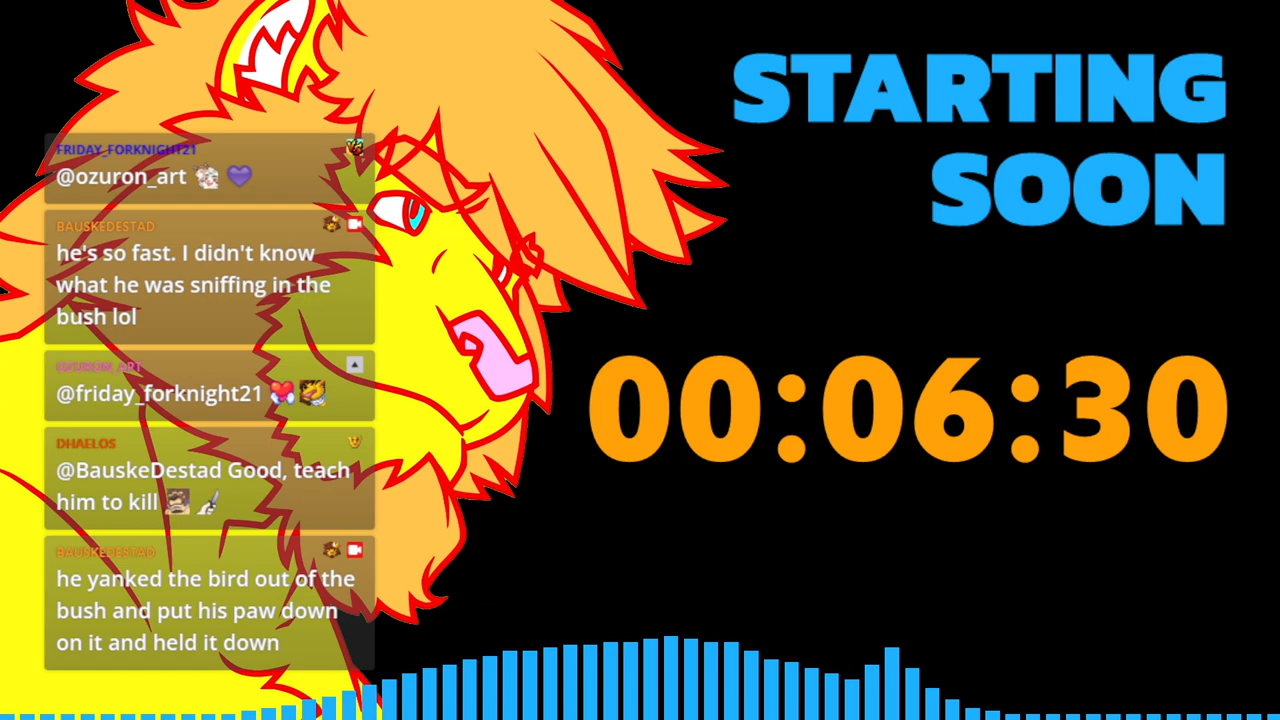 STARTING
SOON
FRIDAY_FORKNIGHT21
@ozuron_art
BAUSKEDESTAD
he's so fast. I didn't know
what he was sniffing in the
bush lol
OZURON_ART
@friday_forknight21
DHAELOS
@BauskeDestad Good, teach
him to kill
BAUSKEDESTAD
he yanked the bird out of the
bush and put his paw down
on it and held it down
00:06:30